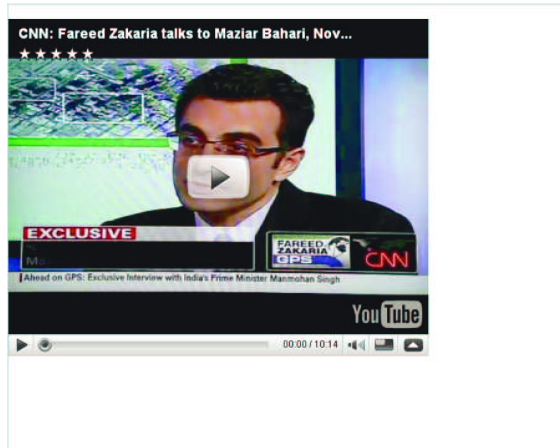 CNN: Fareed Zakaria talks to Maziar Bahari, Nov...
EXCLUSIVE
FAREED
ZAKARIA
GPS
CNN
Ahead on GPS: Exclusive Interview with India's Prime Minister Manmohan Singh
YouTube
00:00 / 10:14